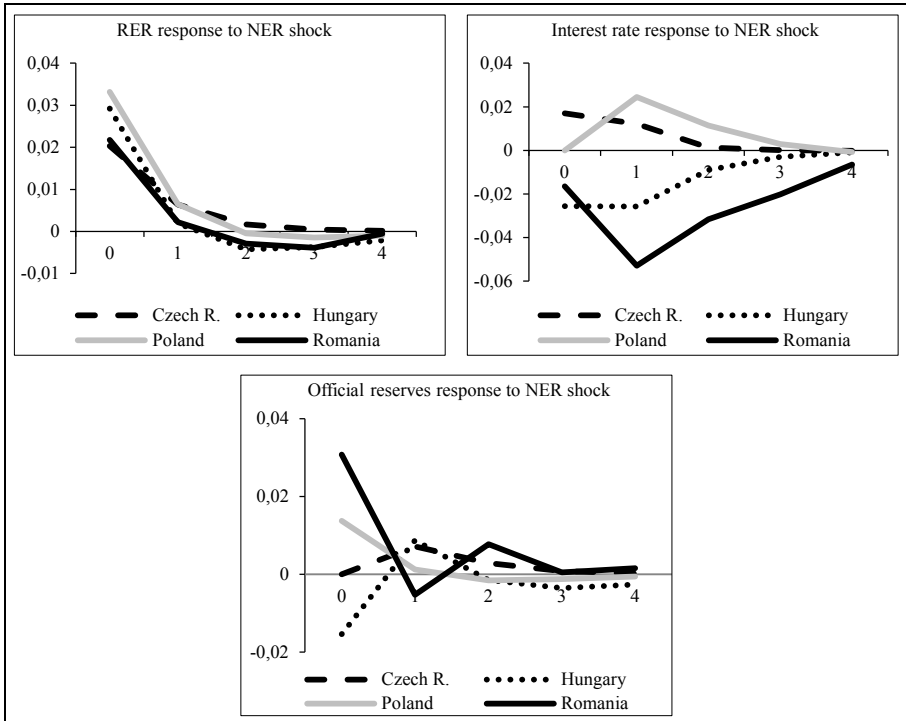 RER response to NER shock
0,04
0,03
0,02
0,01
0
-0,01
0 1 2 3 4
Czech R. Hungary
Poland Romania
Interest rate response to NER shock
0,04
0,02
0
-0,02
-0,04
-0,06
0 1 2 3 4
Czech R. Hungary
Poland Romania
Official reserves response to NER shock
0,04
0,02
0
-0,02
0 1 2 3 4
Czech R. Hungary
Poland Romania